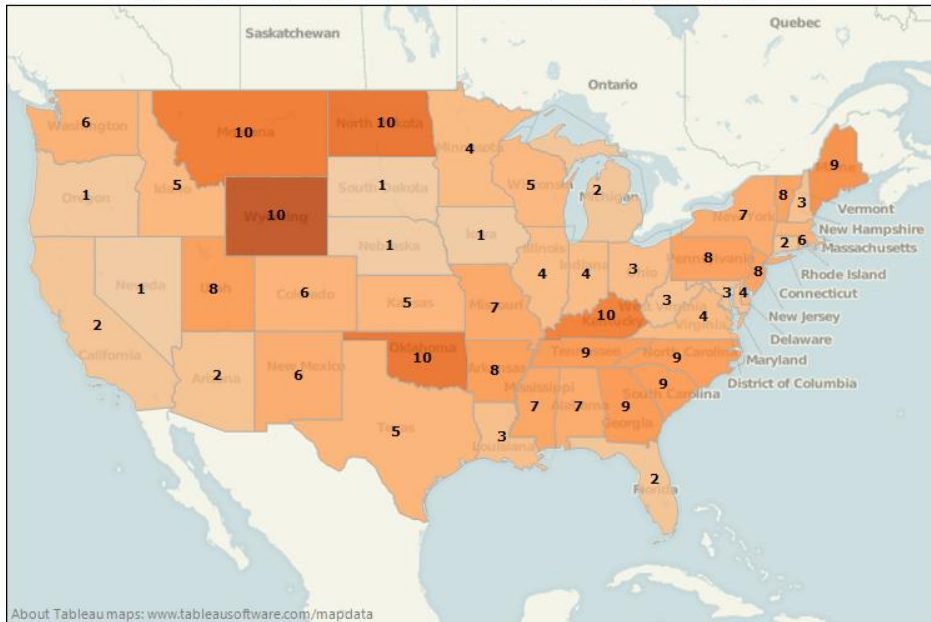 Quebec
Saskatchewan
Ontario
6
Washington
10
Montana
10
North Dakota
4
Minnesota
9
Maine
1
Oregon
5
Idaho
1
South Dakota
5
Wisconsin
2
Michigan
8
3
7
New York
Vermont
10
Wyoming
1
Nebraska
1
Iowa
New Hampshire
2
6
Massachusetts
8
Pennsylvania
Rhode Island
1
Nevada
8
Utah
6
Colorado
5
Kansas
4
Illinois
4
Indiana
3
Ohio
8
Connecticut
2
California
7
Missouri
3
West Virginia
3
4
New Jersey
10
Kentucky
4
Virginia
Delaware
2
Arizona
6
New Mexico
10
Oklahoma
8
Arkansas
9
Tennessee
9
North Carolina
Maryland
District of Columbia
7
Mississippi
7
Alabama
9
Georgia
9
South Carolina
5
Texas
3
Louisiana
2
Florida
About Tableau maps: www.tableausoftware.com/mapdata